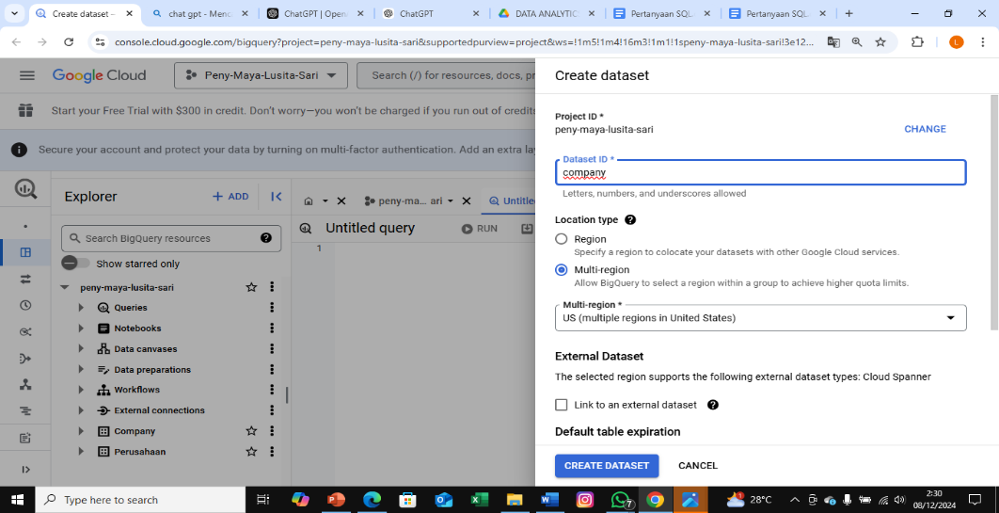 Create dataset –
chat gpt - Menc
ChatGPT | Open
ChatGPT
DATA ANALYTIC
Pertanyaan SQL
Pertanyaan SQL
console.cloud.google.com/bigquery?project=peny-maya-lusita-sari&supportedpurview=project&ws=!1m5!1m4!16m3!1m1!1speny-maya-lusita-sari!3e12...
L
Google Cloud
Peny-Maya-Lusita-Sari
Search (/) for resources, docs, pr
Start your Free Trial with $300 in credit. Don't worry—you won't be charged if you run out of credits
Secure your account and protect your data by turning on multi-factor authentication. Add an extra la
Explorer
+ ADD
peny-ma... ari
Untitle
Search BigQuery resources
Untitled query
RUN
Show starred only
1
peny-maya-lusita-sari
Queries
Notebooks
Data canvases
Data preparations
Workflows
External connections
Company
Perusahaan
Create dataset
Project ID *
peny-maya-lusita-sari
CHANGE
Dataset ID *
company
Letters, numbers, and underscores allowed
Location type
Region
Specify a region to colocate your datasets with other Google Cloud services.
Multi-region
Allow BigQuery to select a region within a group to achieve higher quota limits.
Multi-region *
US (multiple regions in United States)
External Dataset
The selected region supports the following external dataset types: Cloud Spanner
Link to an external dataset
Default table expiration
CREATE DATASET
CANCEL
Type here to search
7
1
28°C
2:30
08/12/2024